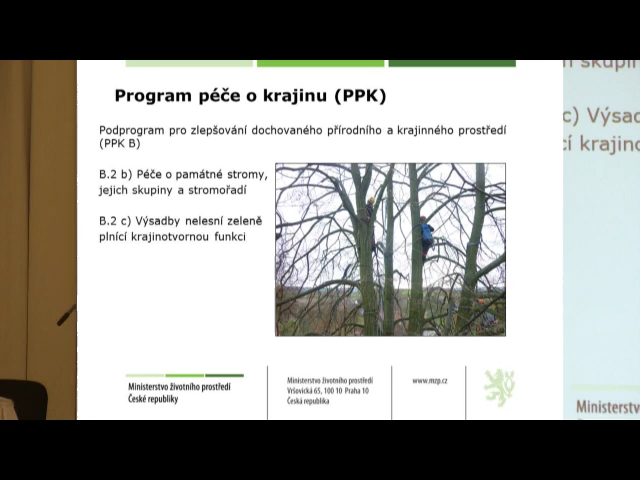 Program péče o krajinu (PPK)
Podprogram pro zlepšování dochovaného přírodního a krajinného prostředí
(PPK B)
B.2 b) Péče o památné stromy,
jejich skupiny a stromořadí
B.2 c) Výsadby nelesní zeleně
plnící krajinotvornou funkci
Ministerstvo životního prostředí
České republiky
Ministerstvo životního prostředí
Vršovická 65, 100 10 Praha 10
Česká republika
www.mzp.cz
skupin
c) Výsad
cí krajino
Ministerstv